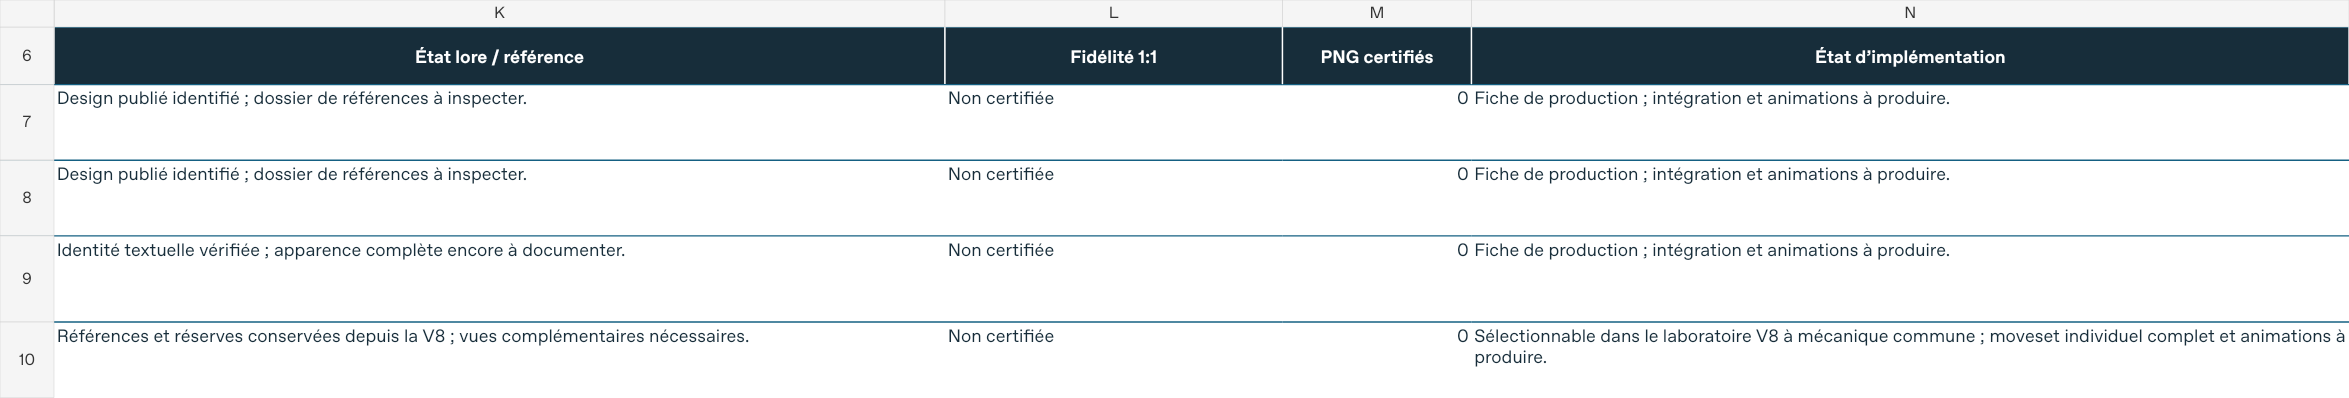 K L M N
6 État lore / référence Fidélité 1:1 PNG certifiés État d’implémentation
7 Design publié identifié ; dossier de références à inspecter. Non certifiée 0 Fiche de production ; intégration et animations à produire.
8 Design publié identifié ; dossier de références à inspecter. Non certifiée 0 Fiche de production ; intégration et animations à produire.
9 Identité textuelle vérifiée ; apparence complète encore à documenter. Non certifiée 0 Fiche de production ; intégration et animations à produire.
10 Références et réserves conservées depuis la V8 ; vues complémentaires nécessaires. Non certifiée 0 Sélectionnable dans le laboratoire V8 à mécanique commune ; moveset individuel complet et animations à
produire.